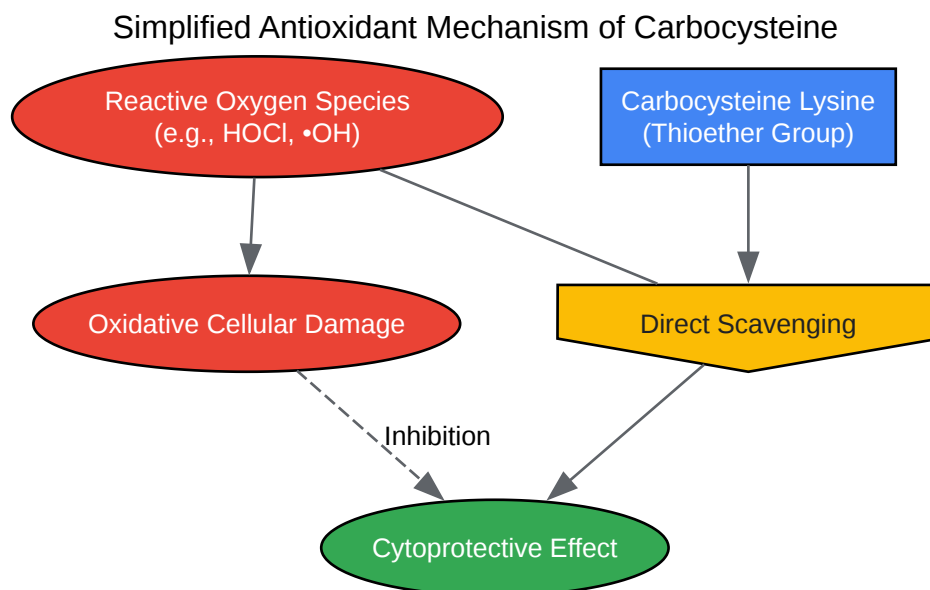 Simplified Antioxidant Mechanism of Carbocysteine
Reactive Oxygen Species
(e.g., HOCl, •OH)
Carbocysteine Lysine
(Thioether Group)
Oxidative Cellular Damage
Direct Scavenging
Inhibition
Cytoprotective Effect